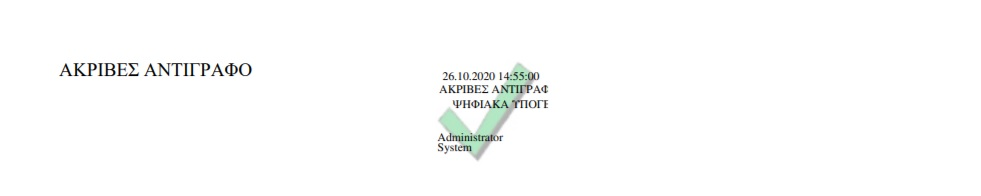 ΑΚΡΙΒΕΣ ΑΝΤΙΓΡΑΦΟ
26.10.2020 14:55:00
ΑΚΡΙΒΕΣ ΑΝΤΙΓΡΑΦ
ΨΗΦΙΑΚΑ ΥΠΟΓΕ
Administrator
System